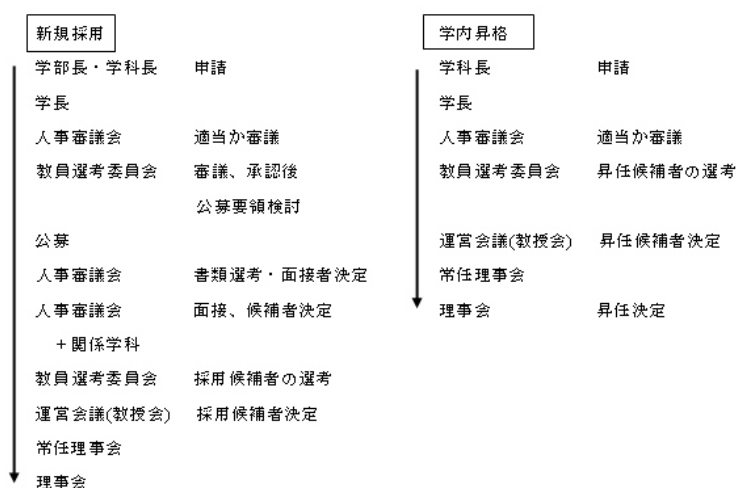 新規採用
学部長・学科長 申請
学長
人事審議会 適当か審議
教員選考委員会 審議、承認後
公募要領検討
公募
人事審議会 書類選考・面接者決定
人事審議会 面接、候補者決定
+関係学科
教員選考委員会 採用候補者の選考
運営会議(教授会) 採用候補者決定
常任理事会
理事会
学内昇格
学科長 申請
学長
人事審議会 適当か審議
教員選考委員会 昇任候補者の選考
運営会議(教授会) 昇任候補者決定
常任理事会
理事会 昇任決定